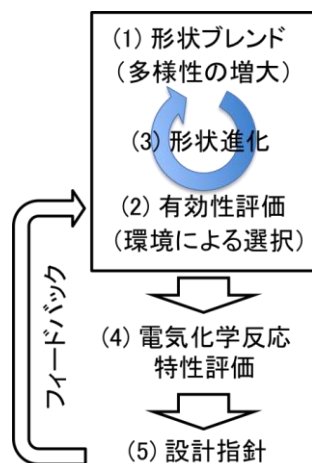 (1) 形状ブレンド
(多様性の増大)
(3) 形状進化
(2) 有効性評価
(環境による選択)
(4) 電気化学反応
特性評価
(5) 設計指針
フィードバック